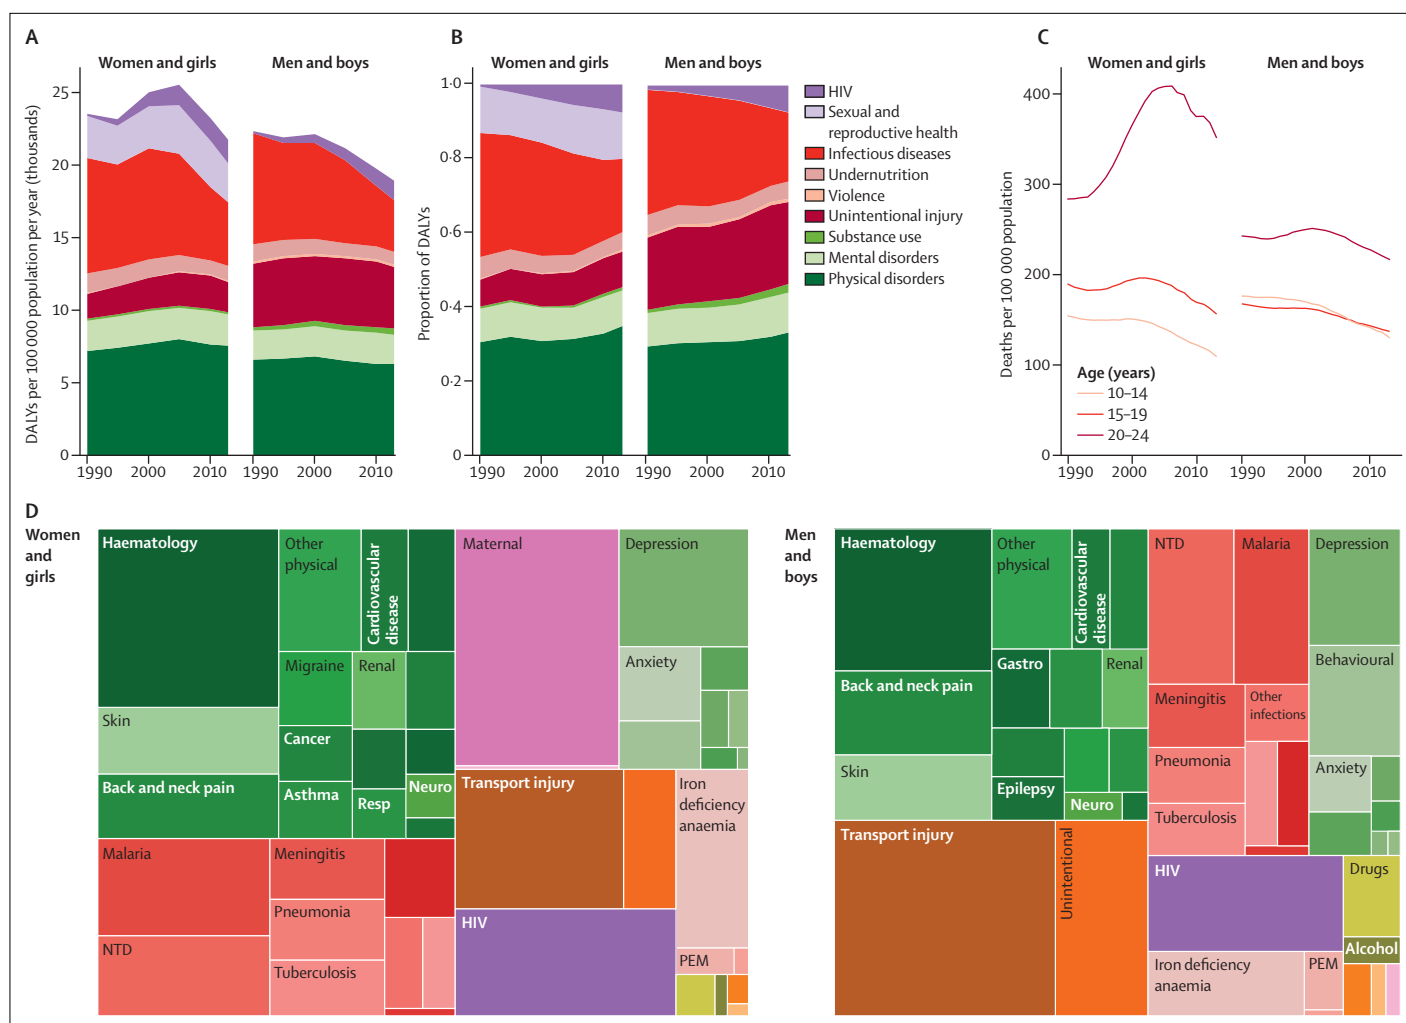 A
Women and girls
Men and boys
DALYs per 100 000 population per year (thousands)
25
20
15
10
5
0
1990
2000
2010
1990
2000
2010
B
Women and girls
Men and boys
Proportion of DALYs
1·0
0·8
0·6
0·4
0·2
0
1990
2000
2010
1990
2000
2010
HIV
Sexual and
reproductive health
Infectious diseases
Undernutrition
Violence
Unintentional injury
Substance use
Mental disorders
Physical disorders
C
Women and girls
Men and boys
Deaths per 100 000 population
400
300
200
100
0
Age (years)
10–14
15–19
20–24
1990
2000
2010
1990
2000
2010
D
Women
and
girls
Haematology
Other
physical
Cardiovascular
disease
Migraine
Renal
Skin
Cancer
Back and neck pain
Asthma
Resp
Neuro
Maternal
Depression
Anxiety
Transport injury
Iron
deficiency
anaemia
Malaria
Meningitis
Pneumonia
HIV
NTD
Tuberculosis
PEM
Men
and
boys
Haematology
Other
physical
Cardiovascular
disease
Back and neck pain
Gastro
Renal
Skin
Epilepsy
Neuro
NTD
Malaria
Depression
Meningitis
Other
infections
Behavioural
Pneumonia
Anxiety
Tuberculosis
Transport injury
Unintentional
HIV
Drugs
Alcohol
Iron deficiency
anaemia
PEM